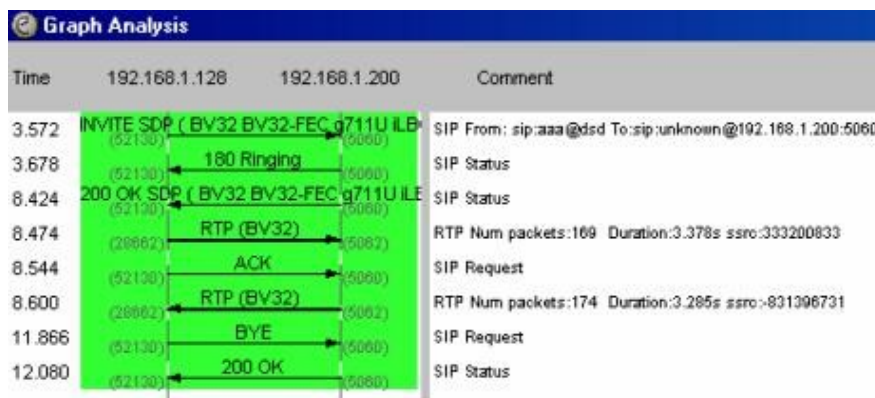 Graph Analysis
Time 192.168.1.128 192.168.1.200 Comment
3.572 INVITE SDP ( BV32 BV32-FEC g711U iLB SIP From: sip:aaa@dsd To:sip:unknown@192.168.1.200:5060
(52130) (5060)
3.678 180 Ringing SIP Status
(52130) (5060)
8.424 200 OK SDP ( BV32 BV32-FEC g711U iLB SIP Status
(52130) (5060)
8.474 RTP (BV32) RTP Num packets:169 Duration:3.378s ssrc:333200833
(28662) (5062)
8.544 ACK SIP Request
(52130) (5060)
8.600 RTP (BV32) RTP Num packets:174 Duration:3.285s ssrc:-831396731
(28662) (5062)
11.866 BYE SIP Request
(52130) (5060)
12.080 200 OK SIP Status
(52130) (5060)